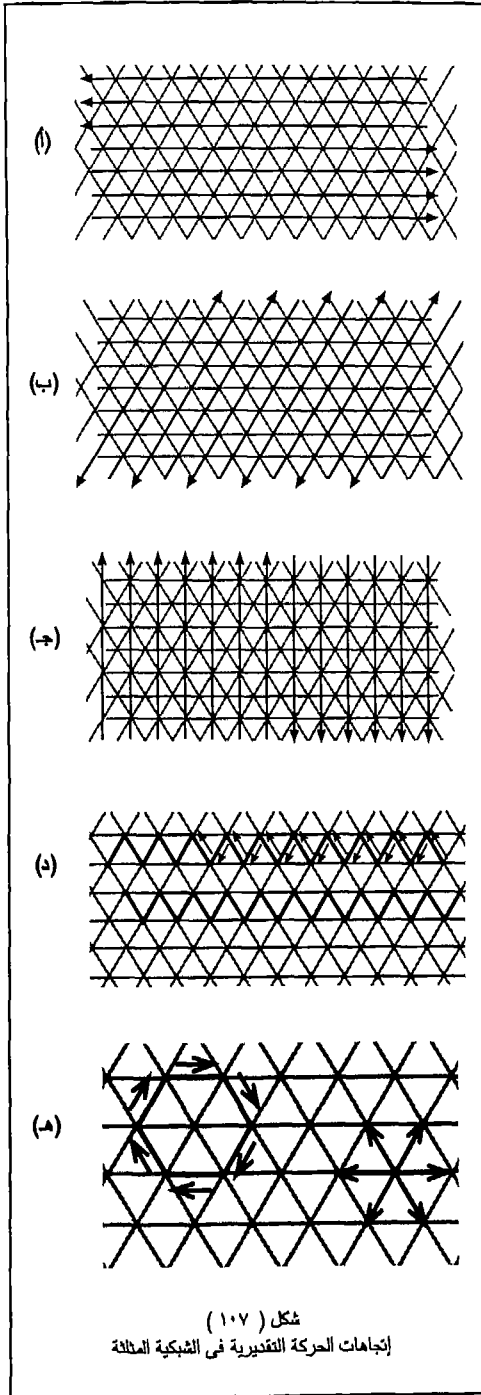 (أ)
(ب)
(جـ)
(د)
(هـ)
شكل ( ١٠٧ )
إتجاهات الحركة التقديرية فى الشبكية المثلثة